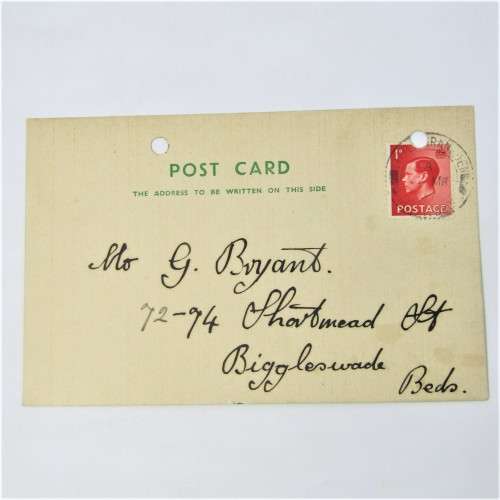 POST CARD
THE ADDRESS TO BE WRITTEN ON THIS SIDE
1D
POSTAGE
Mr G. Bryant.
72-94 Shortmead St
Biggleswade
Beds.